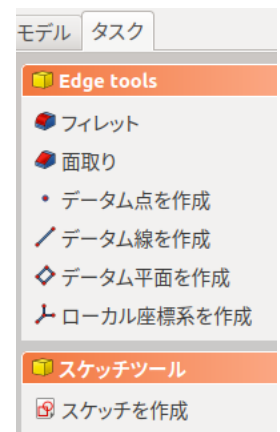 モデル タスク
Edge tools
フィレット
面取り
データム点を作成
データム線を作成
データム平面を作成
ローカル座標系を作成
スケッチツール
スケッチを作成